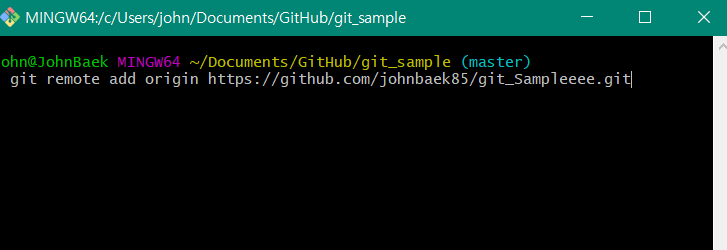 MINGW64:/c/Users/john/Documents/GitHub/git_sample
ohn@JohnBaek MINGW64 ~/Documents/GitHub/git_sample (master)
git remote add origin https://github.com/johnbaek85/git_Sampleeee.git